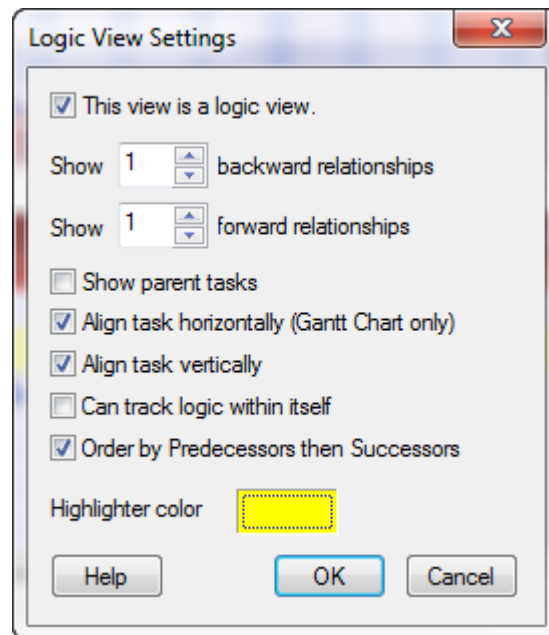 Logic View Settings
This view is a logic view.
Show 1 backward relationships
Show 1 forward relationships
Show parent tasks
Align task horizontally (Gantt Chart only)
Align task vertically
Can track logic within itself
Order by Predecessors then Successors
Highlighter color
Help OK Cancel